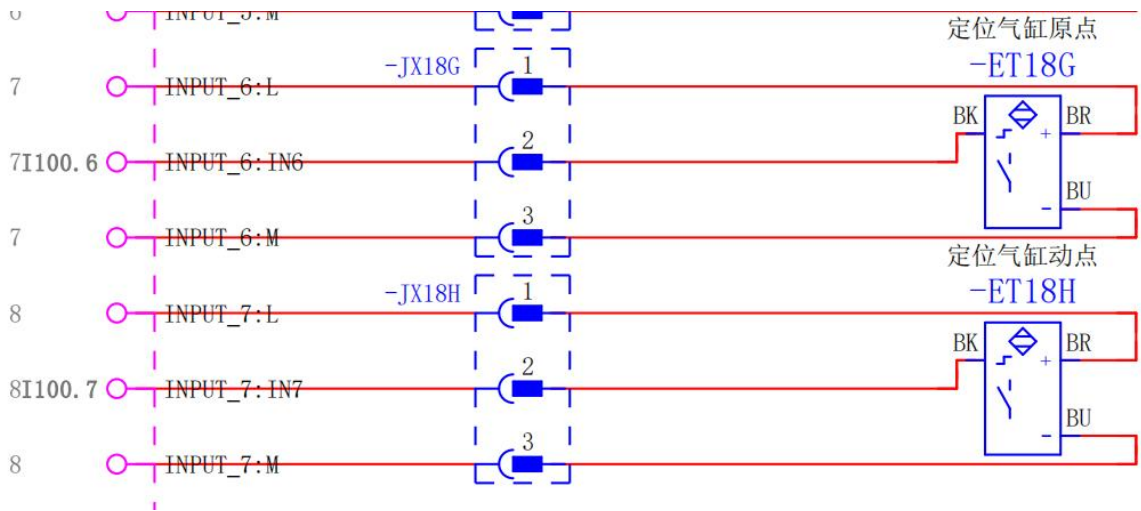 6 INPUT_5:M
定位气缸原点
-JX18G 1 -ET18G
7 INPUT_6:L
BK BR
+
2
7I100.6 INPUT_6:IN6
BU
-
3
7 INPUT_6:M
定位气缸动点
-JX18H 1 -ET18H
8 INPUT_7:L
BK BR
+
2
8I100.7 INPUT_7:IN7
BU
-
3
8 INPUT_7:M